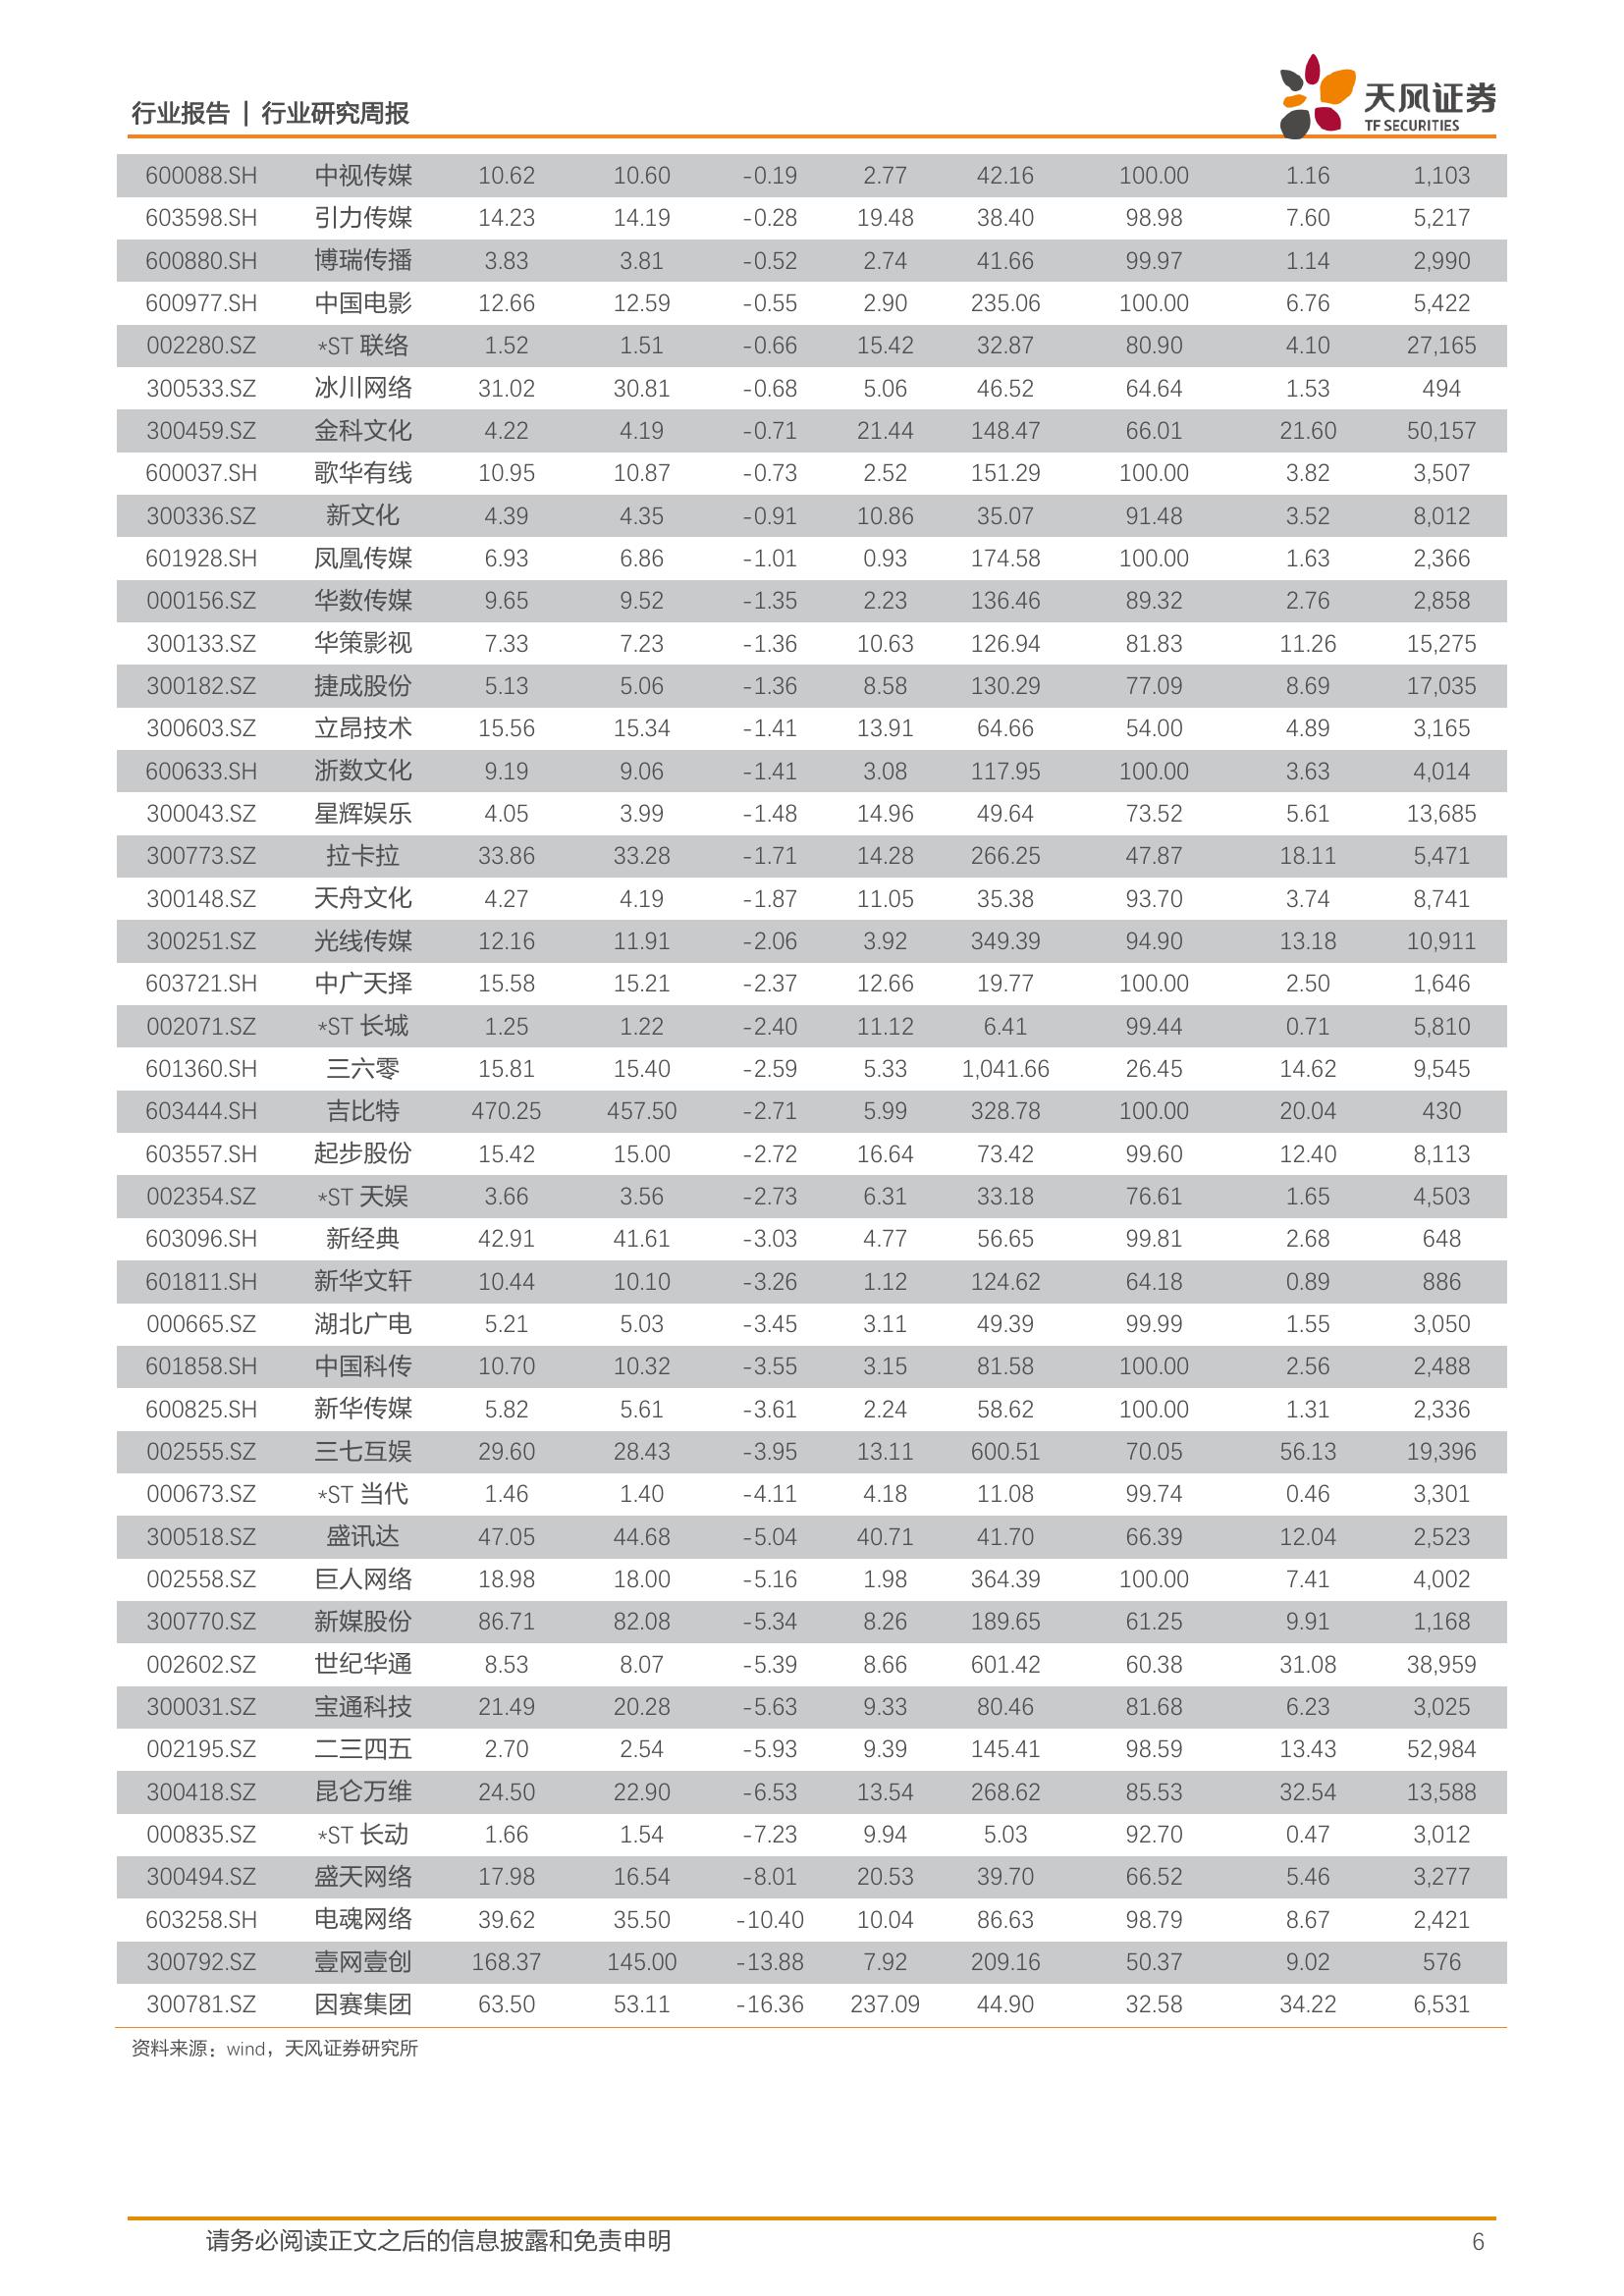 行业报告 | 行业研究周报
天风证券
TF SECURITIES
600088.SH 中视传媒 10.62 10.60 -0.19 2.77 42.16 100.00 1.16 1,103
603598.SH 引力传媒 14.23 14.19 -0.28 19.48 38.40 98.98 7.60 5,217
600880.SH 博瑞传播 3.83 3.81 -0.52 2.74 41.66 99.97 1.14 2,990
600977.SH 中国电影 12.66 12.59 -0.55 2.90 235.06 100.00 6.76 5,422
002280.SZ *ST 联络 1.52 1.51 -0.66 15.42 32.87 80.90 4.10 27,165
300533.SZ 冰川网络 31.02 30.81 -0.68 5.06 46.52 64.64 1.53 494
300459.SZ 金科文化 4.22 4.19 -0.71 21.44 148.47 66.01 21.60 50,157
600037.SH 歌华有线 10.95 10.87 -0.73 2.52 151.29 100.00 3.82 3,507
300336.SZ 新文化 4.39 4.35 -0.91 10.86 35.07 91.48 3.52 8,012
601928.SH 凤凰传媒 6.93 6.86 -1.01 0.93 174.58 100.00 1.63 2,366
000156.SZ 华数传媒 9.65 9.52 -1.35 2.23 136.46 89.32 2.76 2,858
300133.SZ 华策影视 7.33 7.23 -1.36 10.63 126.94 81.83 11.26 15,275
300182.SZ 捷成股份 5.13 5.06 -1.36 8.58 130.29 77.09 8.69 17,035
300603.SZ 立昂技术 15.56 15.34 -1.41 13.91 64.66 54.00 4.89 3,165
600633.SH 浙数文化 9.19 9.06 -1.41 3.08 117.95 100.00 3.63 4,014
300043.SZ 星辉娱乐 4.05 3.99 -1.48 14.96 49.64 73.52 5.61 13,685
300773.SZ 拉卡拉 33.86 33.28 -1.71 14.28 266.25 47.87 18.11 5,471
300148.SZ 天舟文化 4.27 4.19 -1.87 11.05 35.38 93.70 3.74 8,741
300251.SZ 光线传媒 12.16 11.91 -2.06 3.92 349.39 94.90 13.18 10,911
603721.SH 中广天择 15.58 15.21 -2.37 12.66 19.77 100.00 2.50 1,646
002071.SZ *ST 长城 1.25 1.22 -2.40 11.12 6.41 99.44 0.71 5,810
601360.SH 三六零 15.81 15.40 -2.59 5.33 1,041.66 26.45 14.62 9,545
603444.SH 吉比特 470.25 457.50 -2.71 5.99 328.78 100.00 20.04 430
603557.SH 起步股份 15.42 15.00 -2.72 16.64 73.42 99.60 12.40 8,113
002354.SZ *ST 天娱 3.66 3.56 -2.73 6.31 33.18 76.61 1.65 4,503
603096.SH 新经典 42.91 41.61 -3.03 4.77 56.65 99.81 2.68 648
601811.SH 新华文轩 10.44 10.10 -3.26 1.12 124.62 64.18 0.89 886
000665.SZ 湖北广电 5.21 5.03 -3.45 3.11 49.39 99.99 1.55 3,050
601858.SH 中国科传 10.70 10.32 -3.55 3.15 81.58 100.00 2.56 2,488
600825.SH 新华传媒 5.82 5.61 -3.61 2.24 58.62 100.00 1.31 2,336
002555.SZ 三七互娱 29.60 28.43 -3.95 13.11 600.51 70.05 56.13 19,396
000673.SZ *ST 当代 1.46 1.40 -4.11 4.18 11.08 99.74 0.46 3,301
300518.SZ 盛讯达 47.05 44.68 -5.04 40.71 41.70 66.39 12.04 2,523
002558.SZ 巨人网络 18.98 18.00 -5.16 1.98 364.39 100.00 7.41 4,002
300770.SZ 新媒股份 86.71 82.08 -5.34 8.26 189.65 61.25 9.91 1,168
002602.SZ 世纪华通 8.53 8.07 -5.39 8.66 601.42 60.38 31.08 38,959
300031.SZ 宝通科技 21.49 20.28 -5.63 9.33 80.46 81.68 6.23 3,025
002195.SZ 二三四五 2.70 2.54 -5.93 9.39 145.41 98.59 13.43 52,984
300418.SZ 昆仑万维 24.50 22.90 -6.53 13.54 268.62 85.53 32.54 13,588
000835.SZ *ST 长动 1.66 1.54 -7.23 9.94 5.03 92.70 0.47 3,012
300494.SZ 盛天网络 17.98 16.54 -8.01 20.53 39.70 66.52 5.46 3,277
603258.SH 电魂网络 39.62 35.50 -10.40 10.04 86.63 98.79 8.67 2,421
300792.SZ 壹网壹创 168.37 145.00 -13.88 7.92 209.16 50.37 9.02 576
300781.SZ 因赛集团 63.50 53.11 -16.36 237.09 44.90 32.58 34.22 6,531
资料来源：wind，天风证券研究所
请务必阅读正文之后的信息披露和免责申明 6